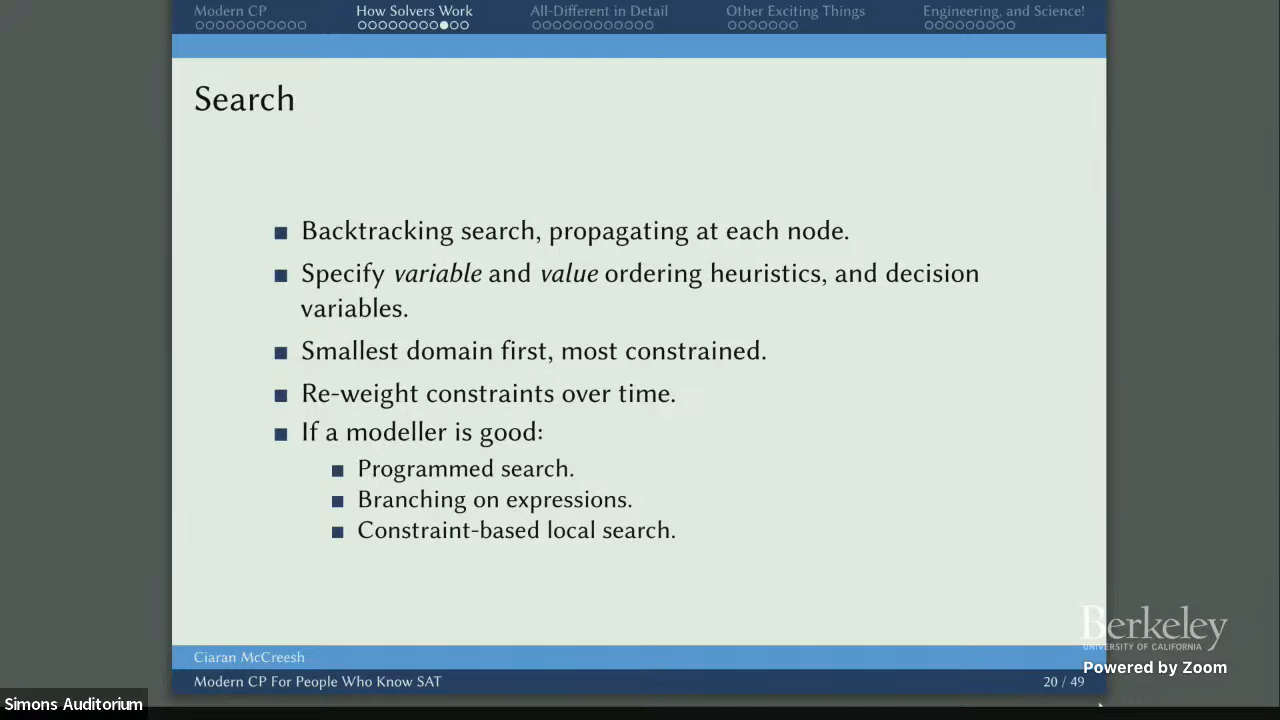 Modern CP
How Solvers Work
All-Different in Detail
Other Exciting Things
Engineering, and Science!
Search
Backtracking search, propagating at each node.
Specify variable and value ordering heuristics, and decision
variables.
Smallest domain first, most constrained.
Re-weight constraints over time.
If a modeller is good:
Programmed search.
Branching on expressions.
Constraint-based local search.
Berkeley
UNIVERSITY OF CALIFORNIA
Ciaran McCreesh
Powered by Zoom
Modern CP For People Who Know SAT
20 / 49
Simons Auditorium